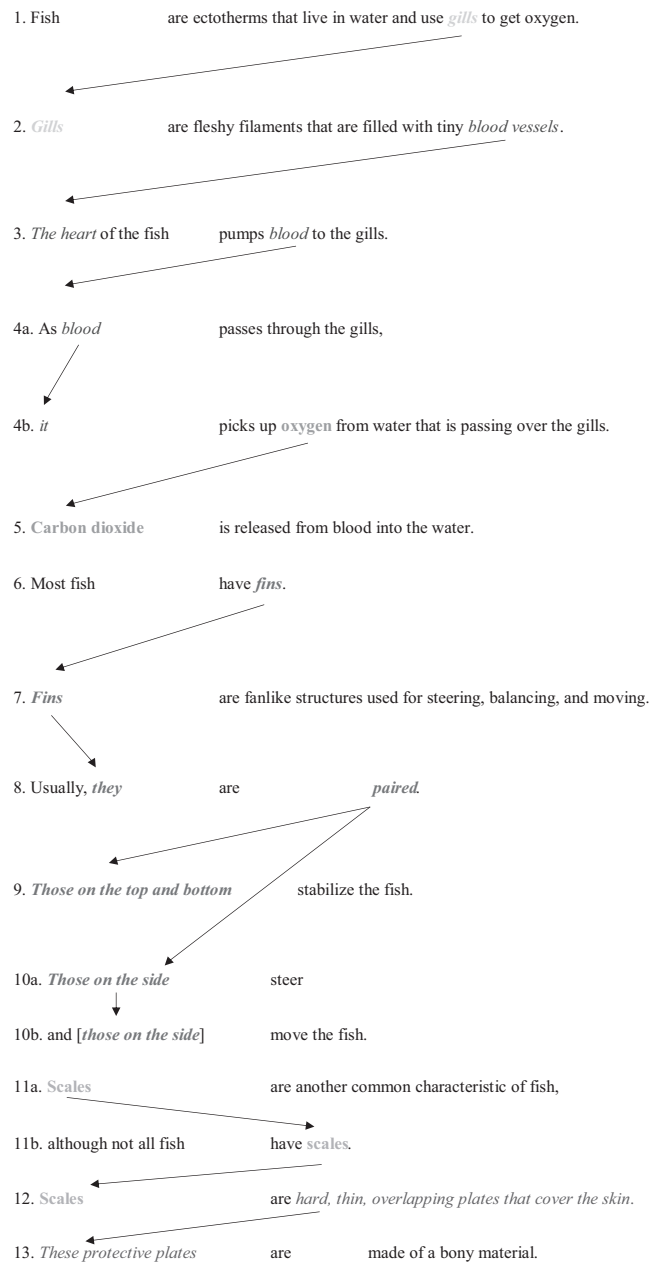 1. Fish are ectotherms that live in water and use gills to get oxygen.
2. Gills are fleshy filaments that are filled with tiny blood vessels.
3. The heart of the fish pumps blood to the gills.
4a. As blood passes through the gills,
4b. it picks up oxygen from water that is passing over the gills.
5. Carbon dioxide is released from blood into the water.
6. Most fish have fins.
7. Fins are fanlike structures used for steering, balancing, and moving.
8. Usually, they are paired.
9. Those on the top and bottom stabilize the fish.
10a. Those on the side steer
10b. and [those on the side] move the fish.
11a. Scales are another common characteristic of fish,
11b. although not all fish have scales.
12. Scales are hard, thin, overlapping plates that cover the skin.
13. These protective plates are made of a bony material.